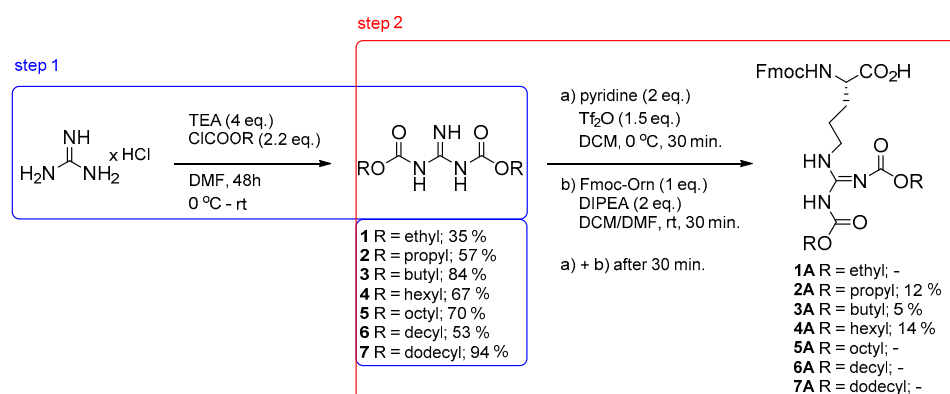 step 2
step 1
NH
H2N NH2 x HCl
TEA (4 eq.)
ClCOOR (2.2 eq.)
DMF, 48h
0 °C - rt
O NH O
RO N H N H OR
1 R = ethyl; 35 %
2 R = propyl; 57 %
3 R = butyl; 84 %
4 R = hexyl; 67 %
5 R = octyl; 70 %
6 R = decyl; 53 %
7 R = dodecyl; 94 %
a) pyridine (2 eq.)
Tf2O (1.5 eq.)
DCM, 0 °C, 30 min.
b) Fmoc-Orn (1 eq.)
DIPEA (2 eq.)
DCM/DMF, rt, 30 min.
a) + b) after 30 min.
FmocHN CO2H
HN O
N OR
HN
O
RO
1A R = ethyl; -
2A R = propyl; 12 %
3A R = butyl; 5 %
4A R = hexyl; 14 %
5A R = octyl; -
6A R = decyl; -
7A R = dodecyl; -